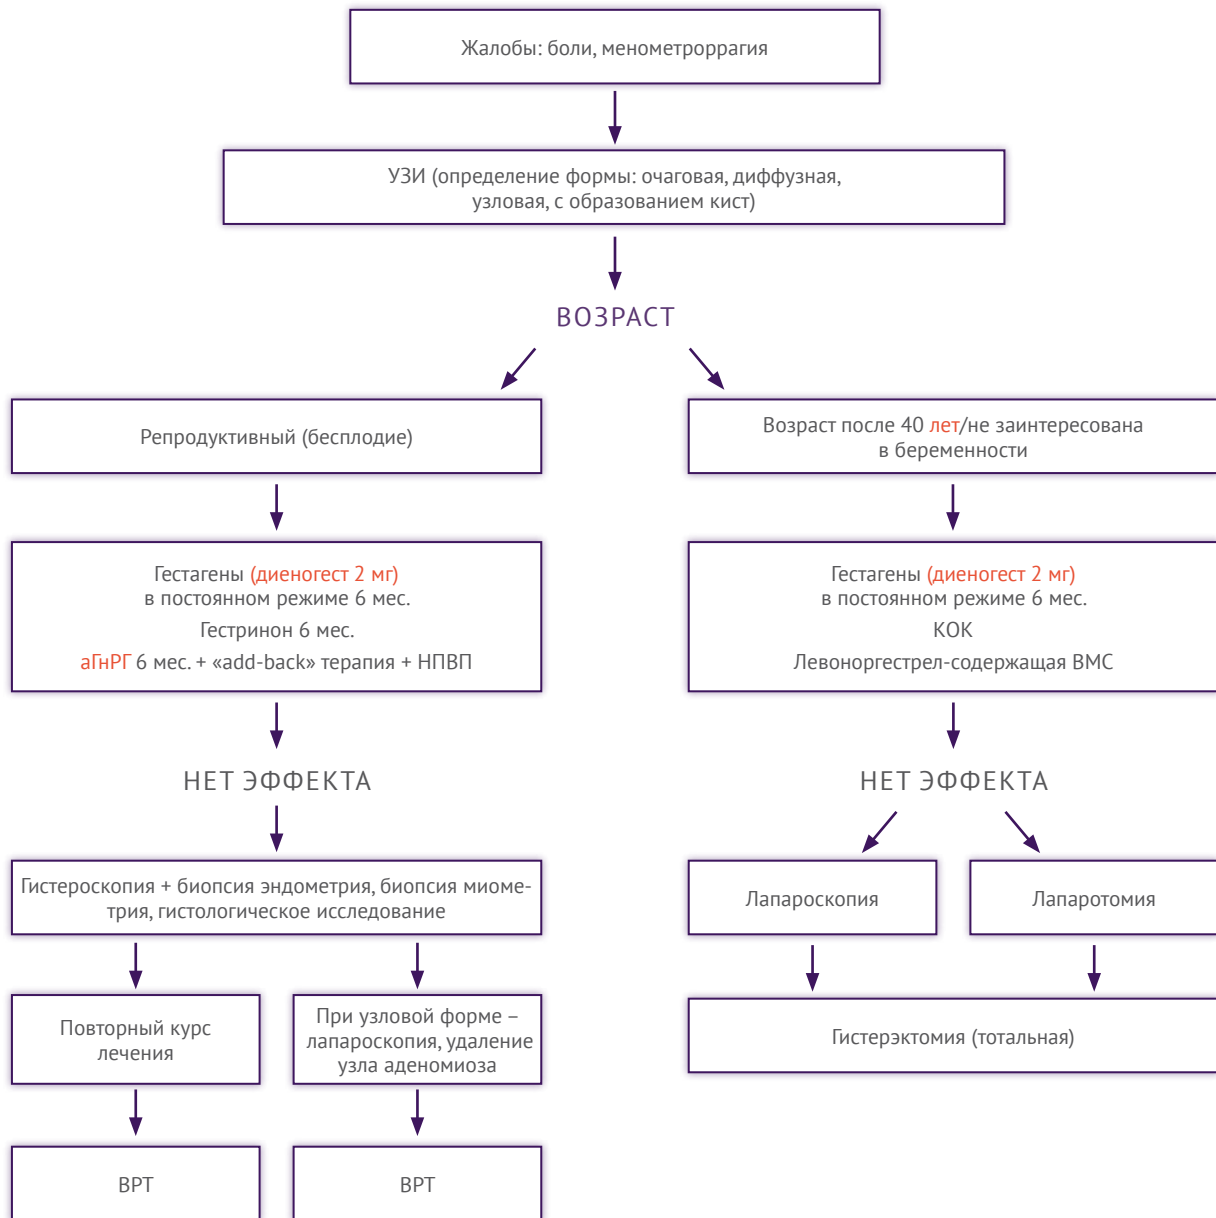 Жалобы: боли, менометроррагия
УЗИ (определение формы: очаговая, диффузная,
узловая, с образованием кист)
ВОЗРАСТ
Репродуктивный (бесплодие)
Возраст после 40 лет/не заинтересована
в беременности
Гестагены (диеногест 2 мг)
в постоянном режиме 6 мес.
Гестринон 6 мес.
аГнРГ 6 мес. + «add-back» терапия + НПВП
Гестагены (диеногест 2 мг)
в постоянном режиме 6 мес.
КОК
Левоноргестрел-содержащая ВМС
НЕТ ЭФФЕКТА
НЕТ ЭФФЕКТА
Гистероскопия + биопсия эндометрия, биопсия миоме-
трия, гистологическое исследование
Лапароскопия
Лапаротомия
Повторный курс
лечения
При узловой форме –
лапароскопия, удаление
узла аденомиоза
Гистерэктомия (тотальная)
ВРТ
ВРТ